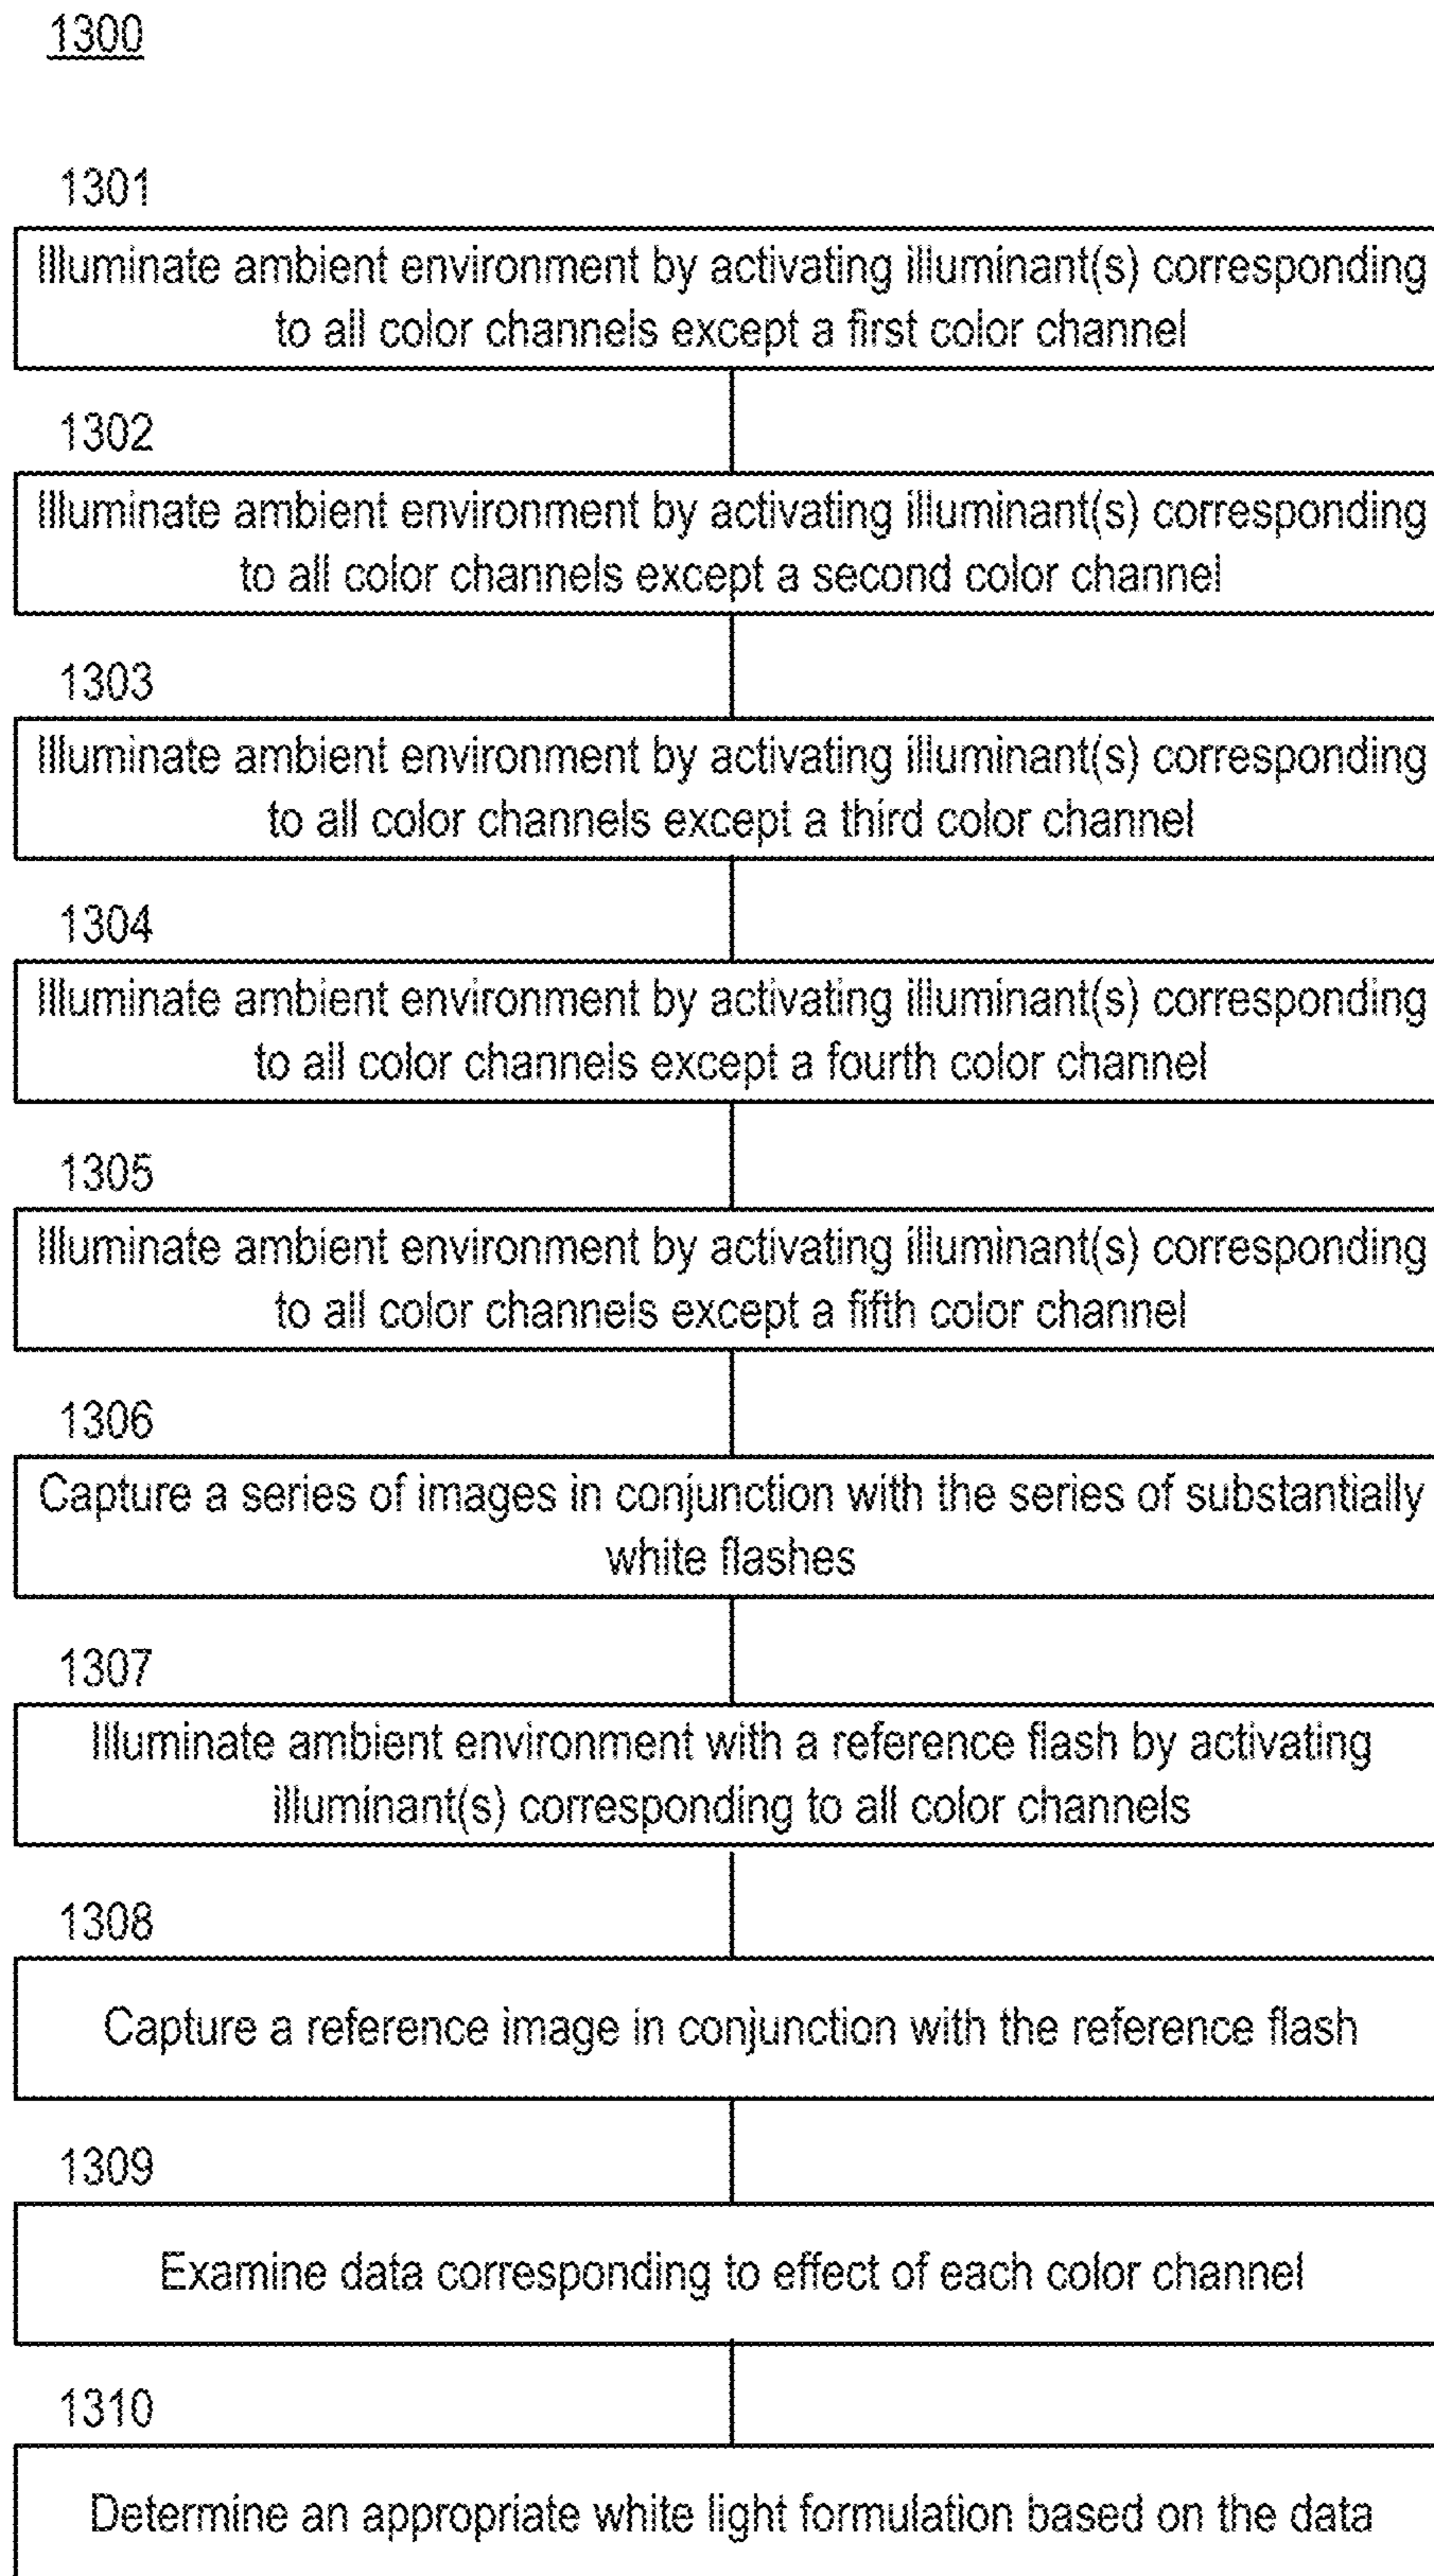 1300
1301
Illuminate ambient environment by activating illuminant(s) corresponding
to all color channels except a first color channel
1302
Illuminate ambient environment by activating illuminant(s) corresponding
to all color channels except a second color channel
1303
Illuminate ambient environment by activating illuminant(s) corresponding
to all color channels except a third color channel
1304
Illuminate ambient environment by activating illuminant(s) corresponding
to all color channels except a fourth color channel
1305
Illuminate ambient environment by activating illuminant(s) corresponding
to all color channels except a fifth color channel
1306
Capture a series of images in conjunction with the series of substantially
white flashes
1307
Illuminate ambient environment with a reference flash by activating
illuminant(s) corresponding to all color channels
1308
Capture a reference image in conjunction with the reference flash
1309
Examine data corresponding to effect of each color channel
1310
Determine an appropriate white light formulation based on the data